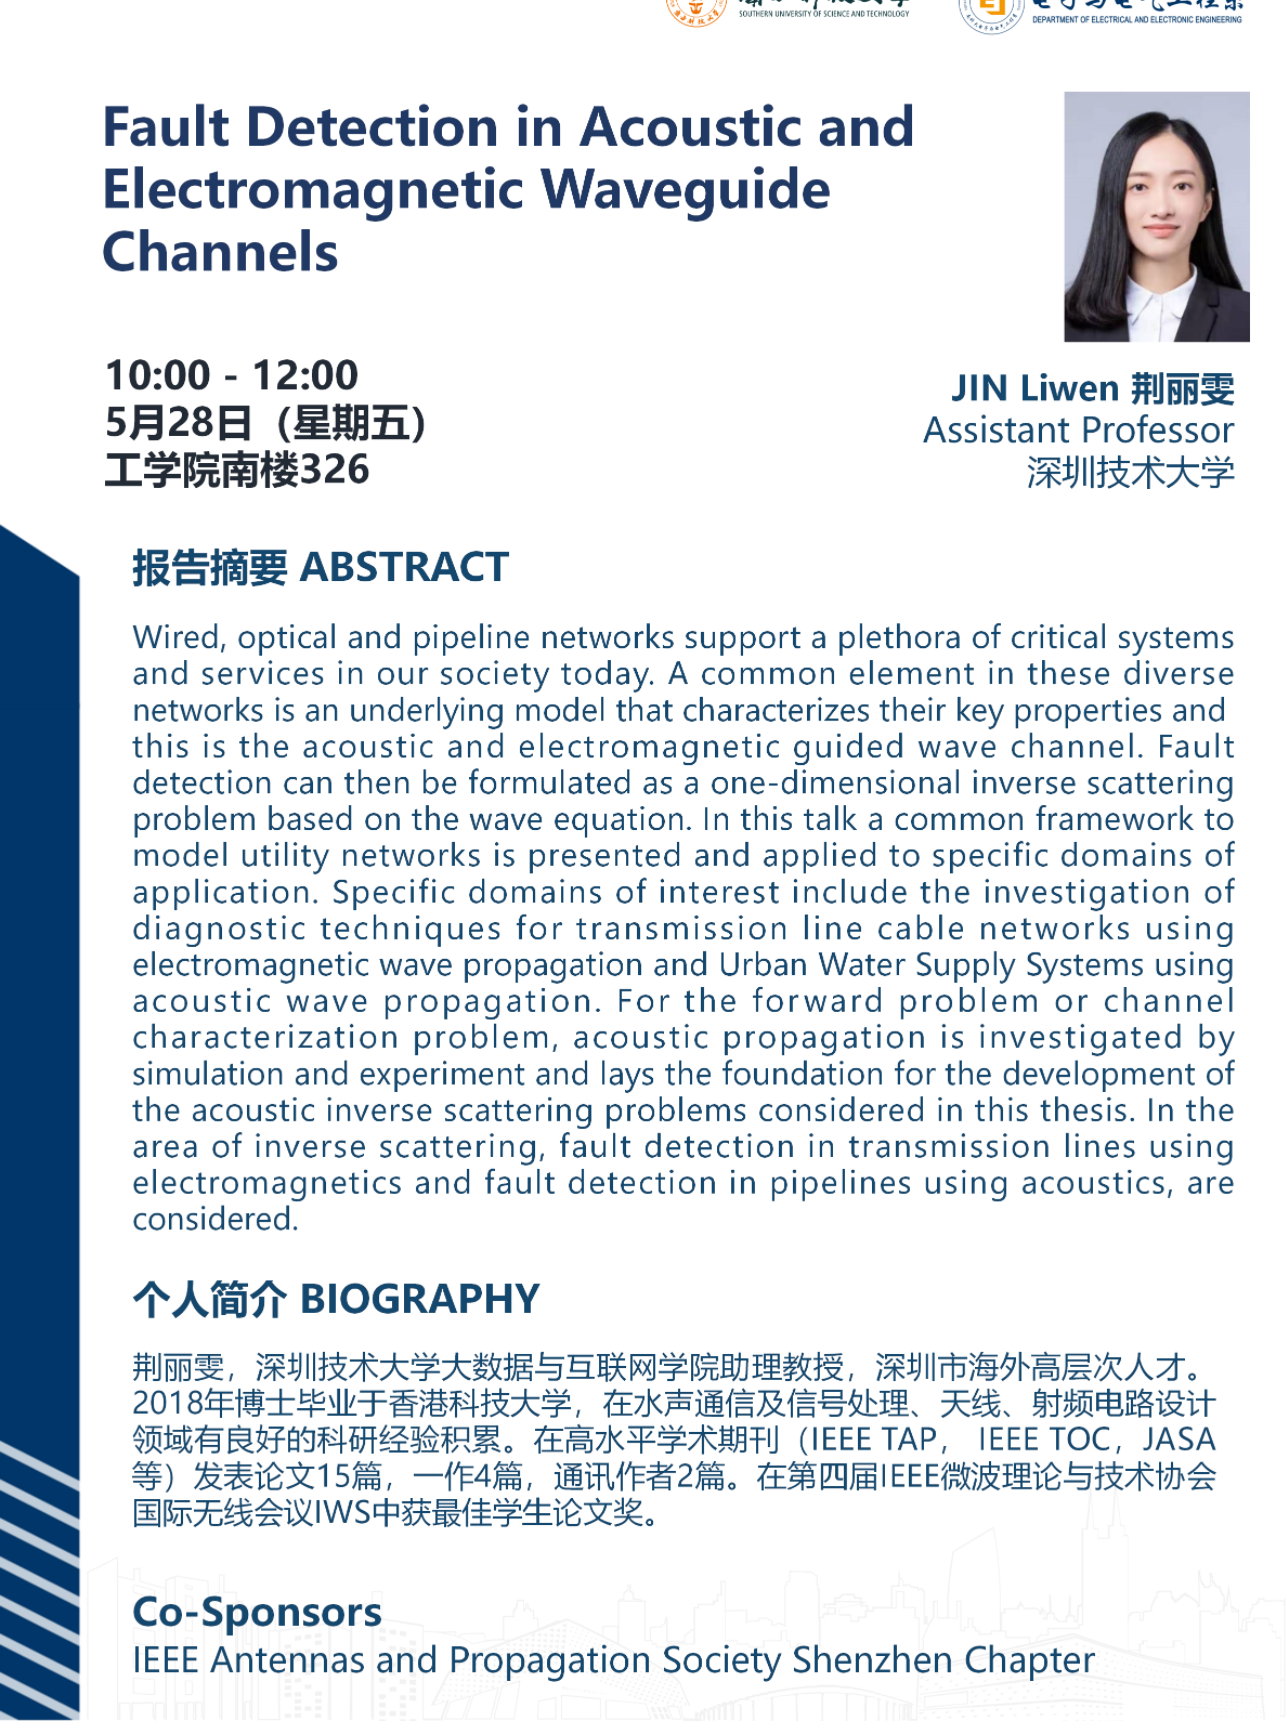 SOUTHERN UNIVERSITY OF SCIENCE AND TECHNOLOGY
DEPARTMENT OF ELECTRICAL AND ELECTRONIC ENGINEERING
Fault Detection in Acoustic and
Electromagnetic Waveguide
Channels
10:00 - 12:00
5月28日（星期五）
工学院南楼326
JIN Liwen 荆丽雯
Assistant Professor
深圳技术大学
报告摘要 ABSTRACT
Wired, optical and pipeline networks support a plethora of critical systems
and services in our society today. A common element in these diverse
networks is an underlying model that characterizes their key properties and
this is the acoustic and electromagnetic guided wave channel. Fault
detection can then be formulated as a one-dimensional inverse scattering
problem based on the wave equation. In this talk a common framework to
model utility networks is presented and applied to specific domains of
application. Specific domains of interest include the investigation of
diagnostic techniques for transmission line cable networks using
electromagnetic wave propagation and Urban Water Supply Systems using
acoustic wave propagation. For the forward problem or channel
characterization problem, acoustic propagation is investigated by
simulation and experiment and lays the foundation for the development of
the acoustic inverse scattering problems considered in this thesis. In the
area of inverse scattering, fault detection in transmission lines using
electromagnetics and fault detection in pipelines using acoustics, are
considered.
个人简介 BIOGRAPHY
荆丽雯，深圳技术大学大数据与互联网学院助理教授，深圳市海外高层次人才。
2018年博士毕业于香港科技大学，在水声通信及信号处理、天线、射频电路设计
领域有良好的科研经验积累。在高水平学术期刊（IEEE TAP， IEEE TOC，JASA
等）发表论文15篇，一作4篇，通讯作者2篇。在第四届IEEE微波理论与技术协会
国际无线会议IWS中获最佳学生论文奖。
Co-Sponsors
IEEE Antennas and Propagation Society Shenzhen Chapter